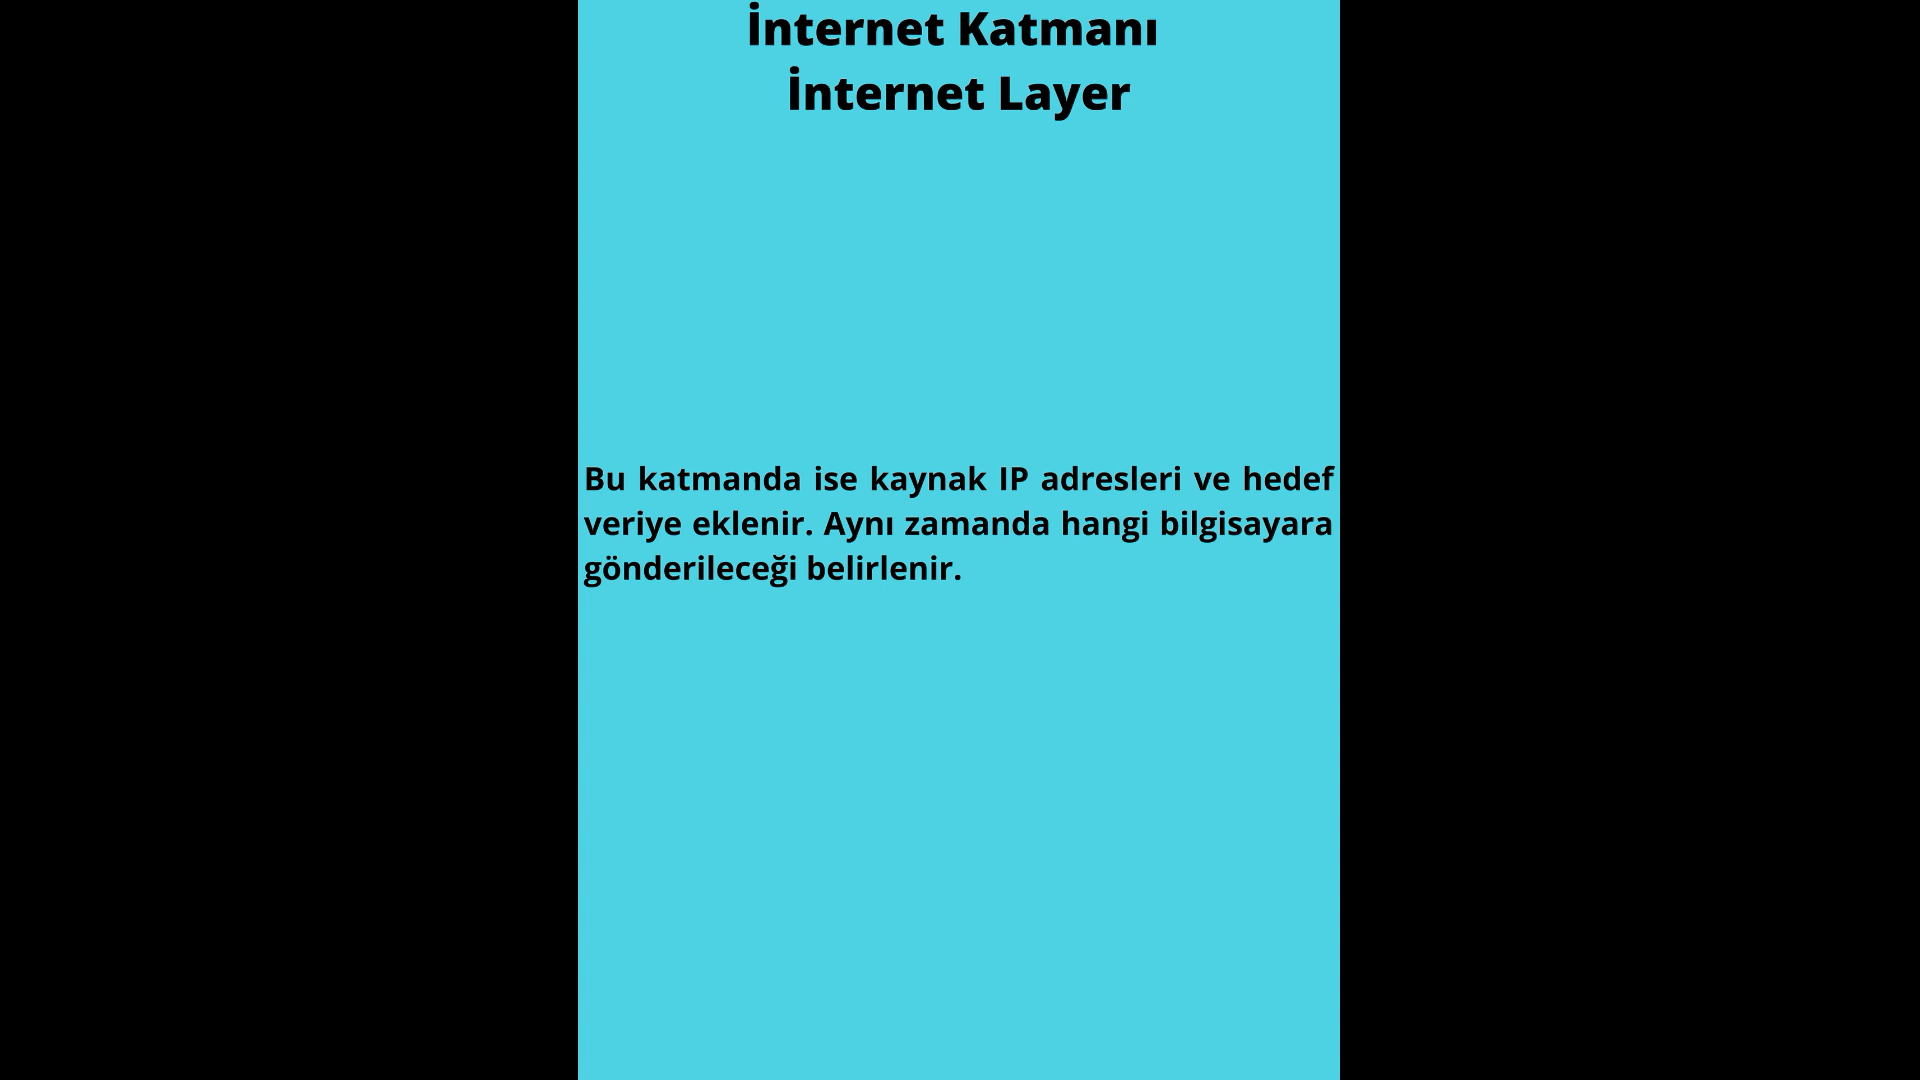 İnternet Katmanı
İnternet Layer
Bu katmanda ise kaynak IP adresleri ve hedef
veriye eklenir. Aynı zamanda hangi bilgisayara
gönderileceği belirlenir.